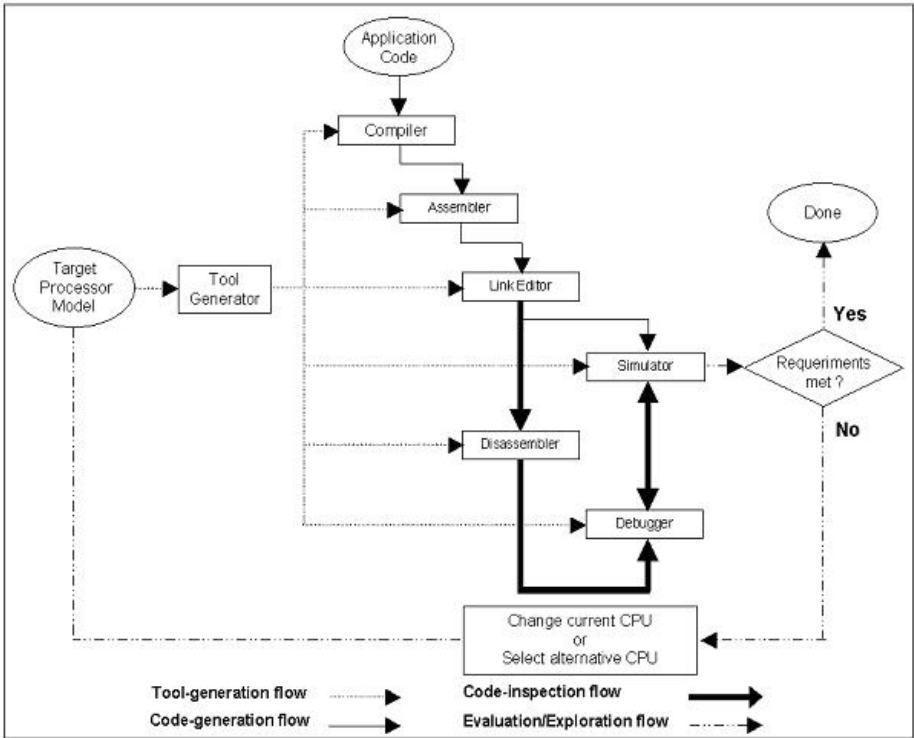 Application
Code
Compiler
Assembler
Done
Target
Processor
Model
Tool
Generator
Link Editor
Yes
Simulator
Requeriments
met ?
No
Disassembler
Debugger
Change current CPU
or
Select alternative CPU
Tool-generation flow
Code-inspection flow
Code-generation flow
Evaluation/Exploration flow